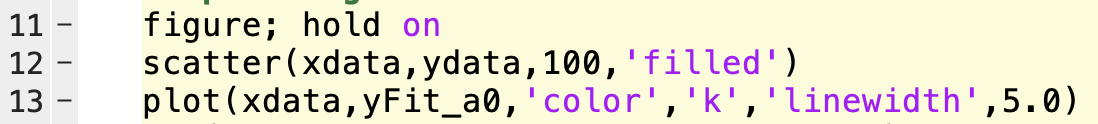 11 – figure; hold on
12 – scatter(xdata,ydata,100,'filled')
13 – plot(xdata,yFit_a0,'color','k','linewidth',5.0)